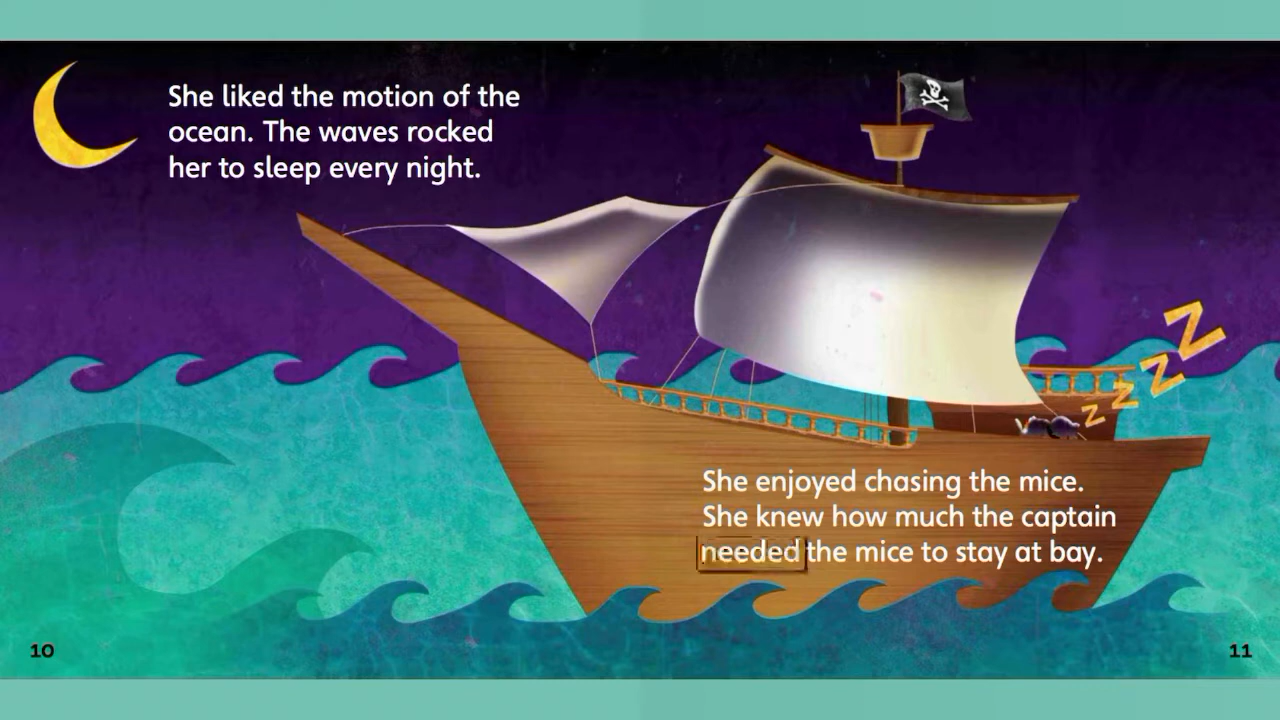 She liked the motion of the
ocean. The waves rocked
her to sleep every night.
Z Z Z Z
She enjoyed chasing the mice.
She knew how much the captain
needed the mice to stay at bay.
10
11